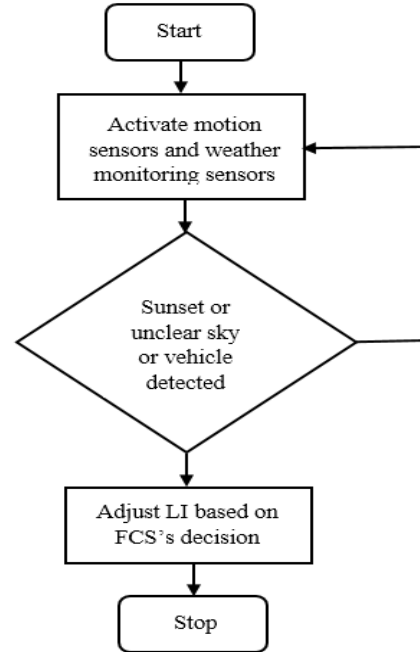 Start
Activate motion
sensors and weather
monitoring sensors
Sunset or
unclear sky
or vehicle
detected
Adjust LI based on
FCS's decision
Stop